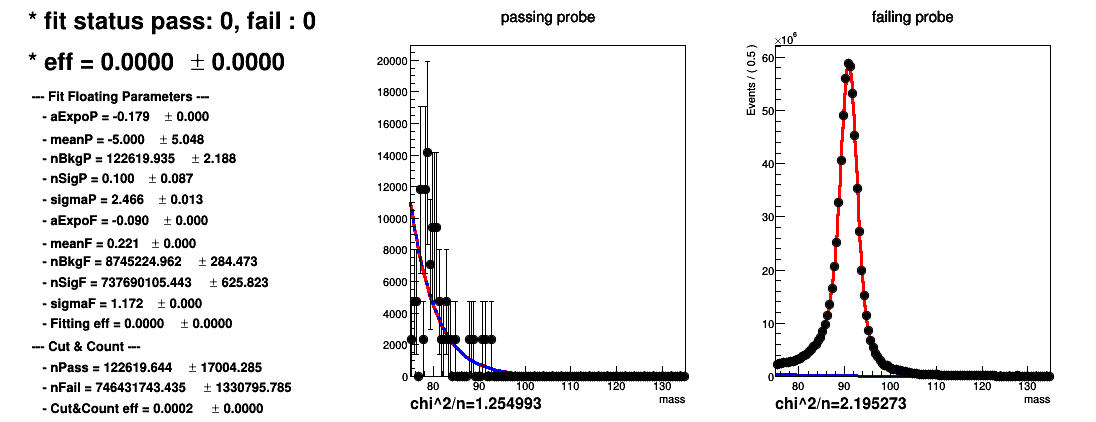 * fit status pass: 0, fail : 0
* eff = 0.0000 ± 0.0000
--- Fit Floating Parameters ---
- aExpoP = -0.179 ± 0.000
- meanP = -5.000 ± 5.048
- nBkgP = 122619.935 ± 2.188
- nSigP = 0.100 ± 0.087
- sigmaP = 2.466 ± 0.013
- aExpoF = -0.090 ± 0.000
- meanF = 0.221 ± 0.000
- nBkgF = 8745224.962 ± 284.473
- nSigF = 737690105.443 ± 625.823
- sigmaF = 1.172 ± 0.000
- Fitting eff = 0.0000 ± 0.0000
--- Cut & Count ---
- nPass = 122619.644 ± 17004.285
- nFail = 746431743.435 ± 1330795.785
- Cut&Count eff = 0.0002 ± 0.0000
passing probe
20000
18000
16000
14000
12000
10000
8000
6000
4000
2000
0
80 90 100 110 120 130
mass
chi^2/n=1.254993
failing probe
×10^6
Events / ( 0.5 )
60
50
40
30
20
10
0
80 90 100 110 120 130
mass
chi^2/n=2.195273